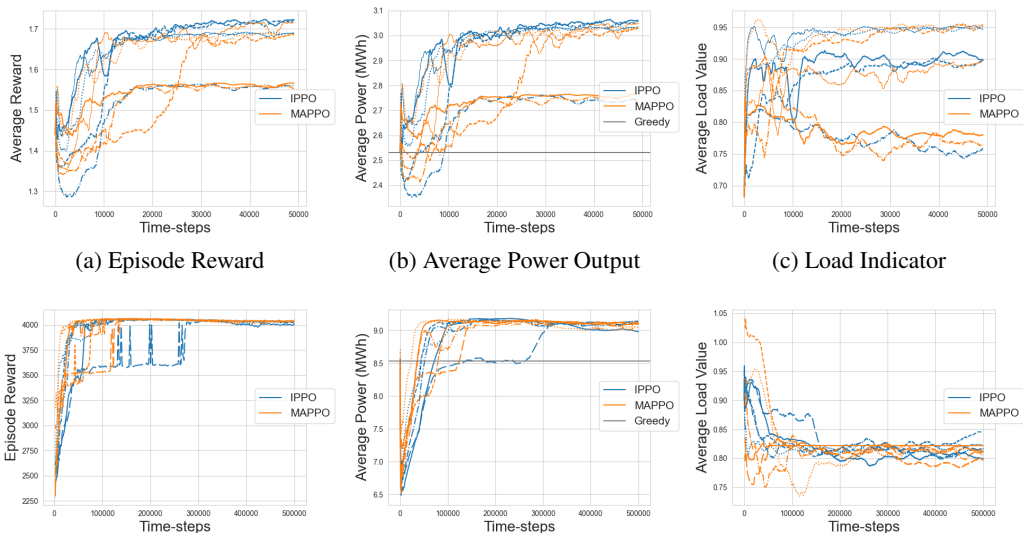 Average Reward
1.7
1.6
1.5
1.4
1.3
0 10000 20000 30000 40000 50000
Time-steps
IPPO
MAPPO
(a) Episode Reward
Average Power (MWh)
3.1
3.0
2.9
2.8
2.7
2.6
2.5
2.4
0 10000 20000 30000 40000 50000
Time-steps
IPPO
MAPPO
Greedy
(b) Average Power Output
Average Load Value
0.95
0.90
0.85
0.80
0.75
0.70
0 10000 20000 30000 40000 50000
Time-steps
IPPO
MAPPO
(c) Load Indicator
Episode Reward
4000
3750
3500
3250
3000
2750
2500
2250
0 100000 200000 300000 400000 500000
Time-steps
IPPO
MAPPO
Average Power (MWh)
9.0
8.5
8.0
7.5
7.0
6.5
0 100000 200000 300000 400000 500000
Time-steps
IPPO
MAPPO
Greedy
Average Load Value
1.05
1.00
0.95
0.90
0.85
0.80
0.75
0 100000 200000 300000 400000 500000
Time-steps
IPPO
MAPPO